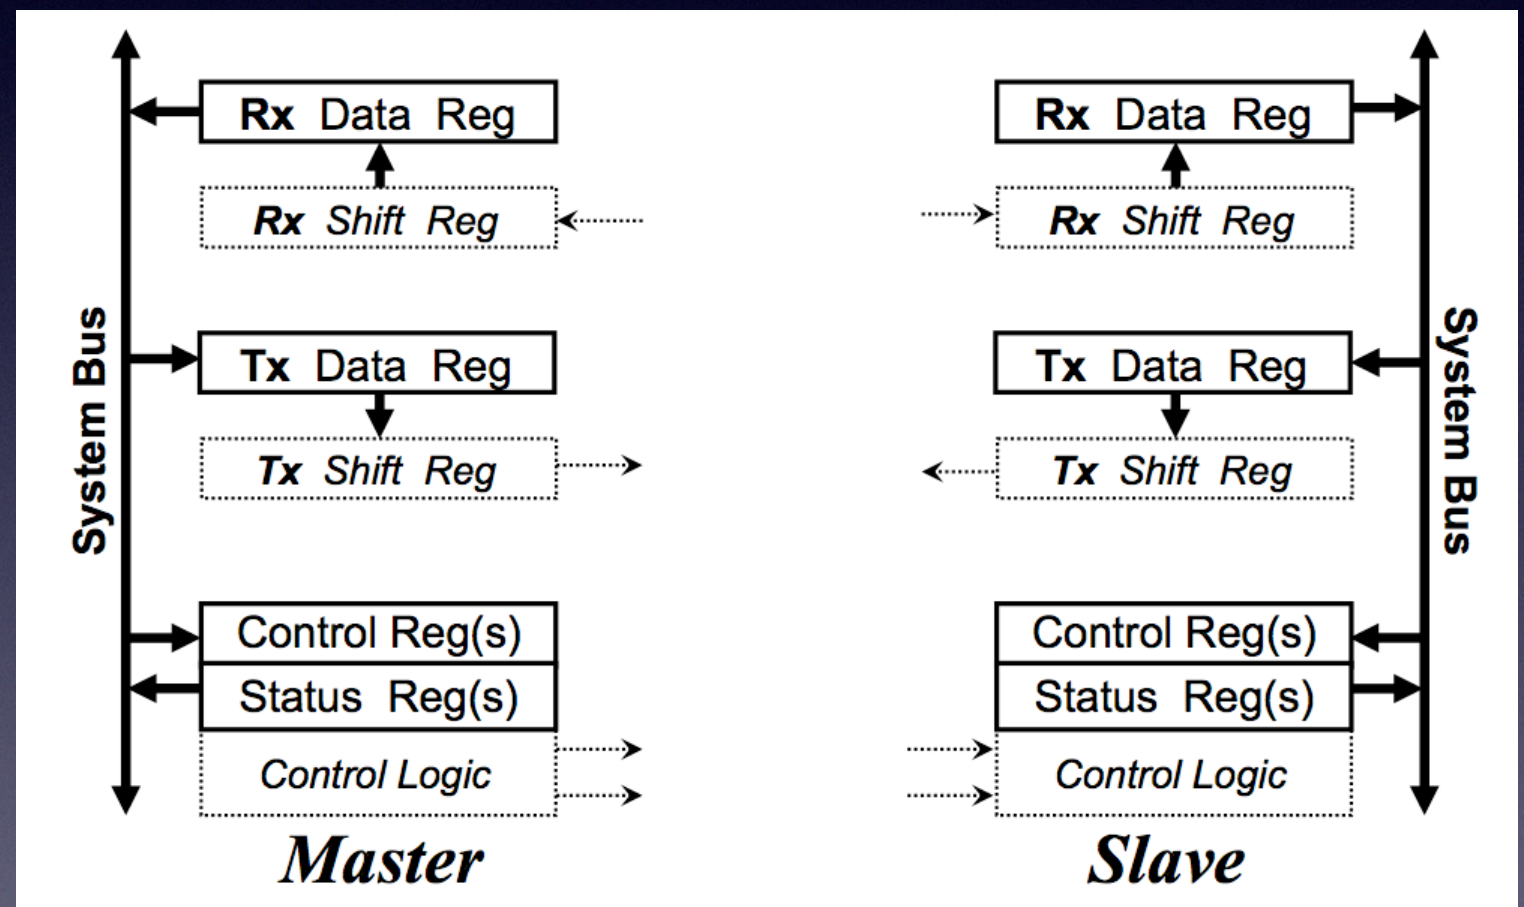 Rx Data Reg
Rx Shift Reg
Tx Data Reg
Tx Shift Reg
Control Reg(s)
Status Reg(s)
Control Logic
System Bus
Master
Rx Data Reg
Rx Shift Reg
Tx Data Reg
Tx Shift Reg
Control Reg(s)
Status Reg(s)
Control Logic
System Bus
Slave